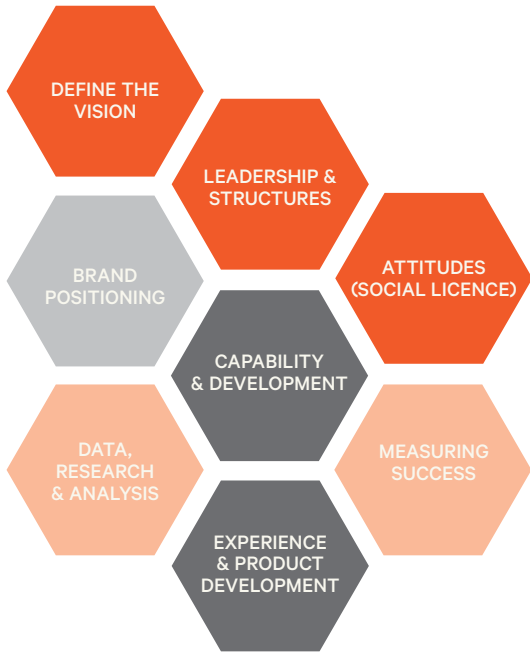 DEFINE THE
VISION
LEADERSHIP &
STRUCTURES
BRAND
POSITIONING
ATTITUDES
(SOCIAL LICENCE)
CAPABILITY
& DEVELOPMENT
DATA,
RESEARCH
& ANALYSIS
MEASURING
SUCCESS
EXPERIENCE
& PRODUCT
DEVELOPMENT